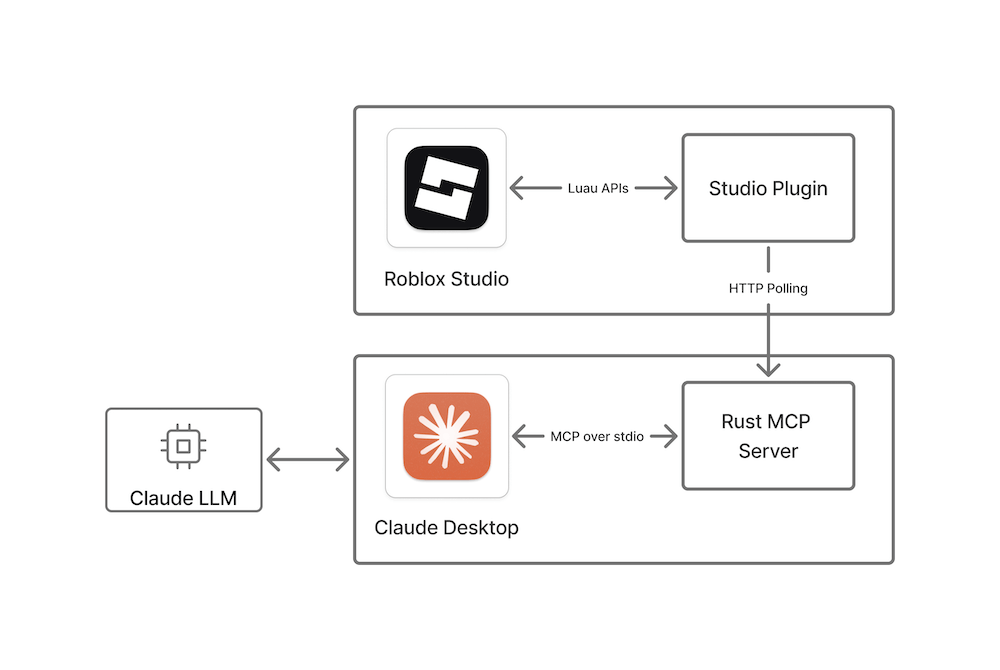 Luau APIs
Studio Plugin
Roblox Studio
HTTP Polling
Rust MCP
Server
MCP over stdio
Claude LLM
Claude Desktop